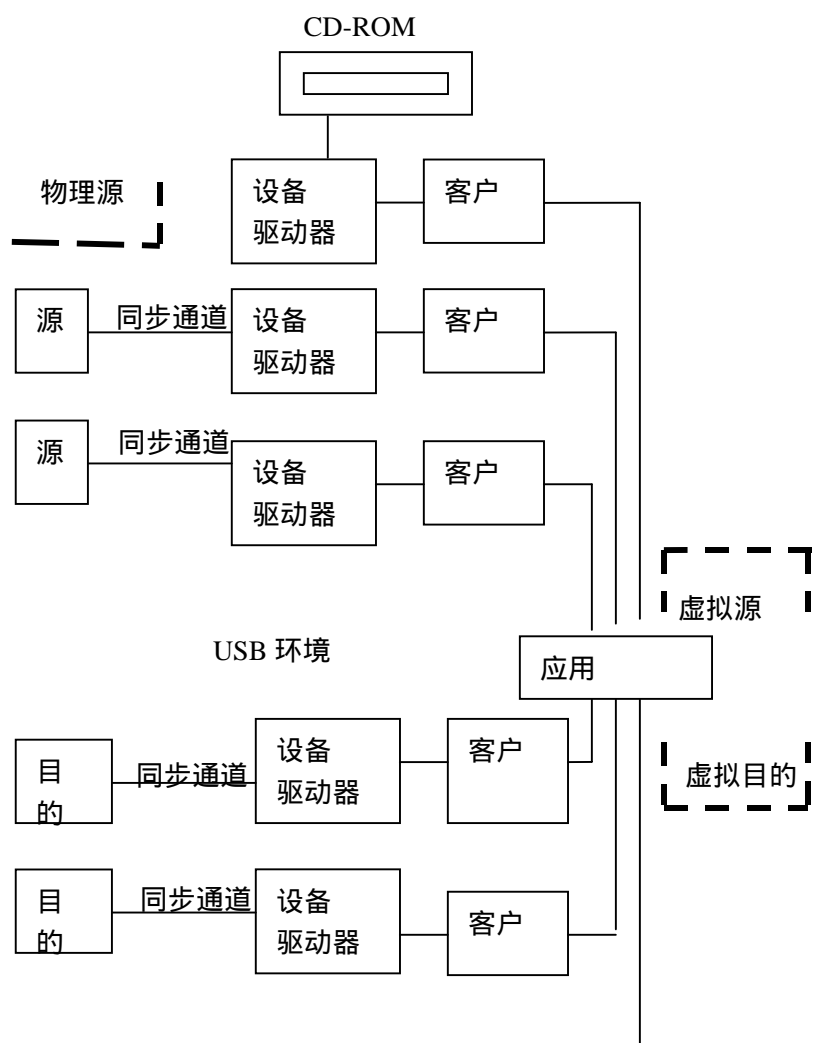 CD-ROM
物理源
设备
驱动器
客户
源
同步通道
设备
驱动器
客户
源
同步通道
设备
驱动器
客户
虚拟源
USB 环境
应用
目
的
同步通道
设备
驱动器
客户
虚拟目的
目
的
同步通道
设备
驱动器
客户